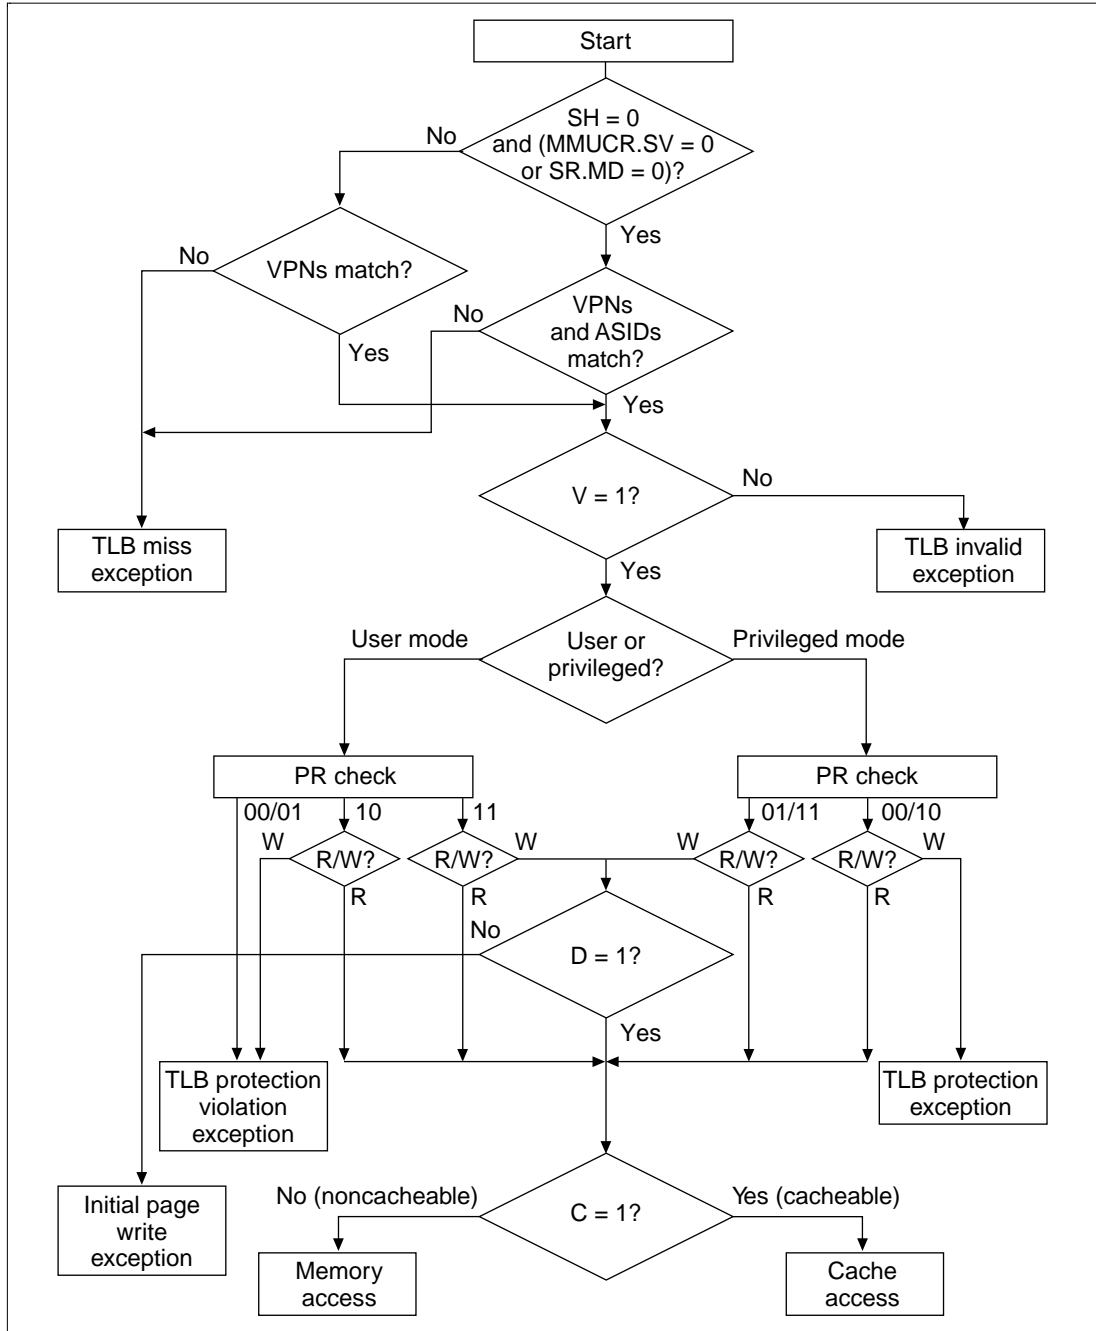 Start
SH = 0
and (MMUCR.SV = 0
or SR.MD = 0)?
No
Yes
VPNs match?
No
Yes
VPNs
and ASIDs
match?
No
Yes
V = 1?
No
Yes
TLB miss
exception
TLB invalid
exception
User mode
User or
privileged?
Privileged mode
PR check
PR check
00/01
10
11
01/11
00/10
W
R/W?
R/W?
W
W
R/W?
R/W?
W
R
R
R
R
No
D = 1?
Yes
TLB protection
violation
exception
TLB protection
exception
Initial page
write
exception
No (noncacheable)
C = 1?
Yes (cacheable)
Memory
access
Cache
access